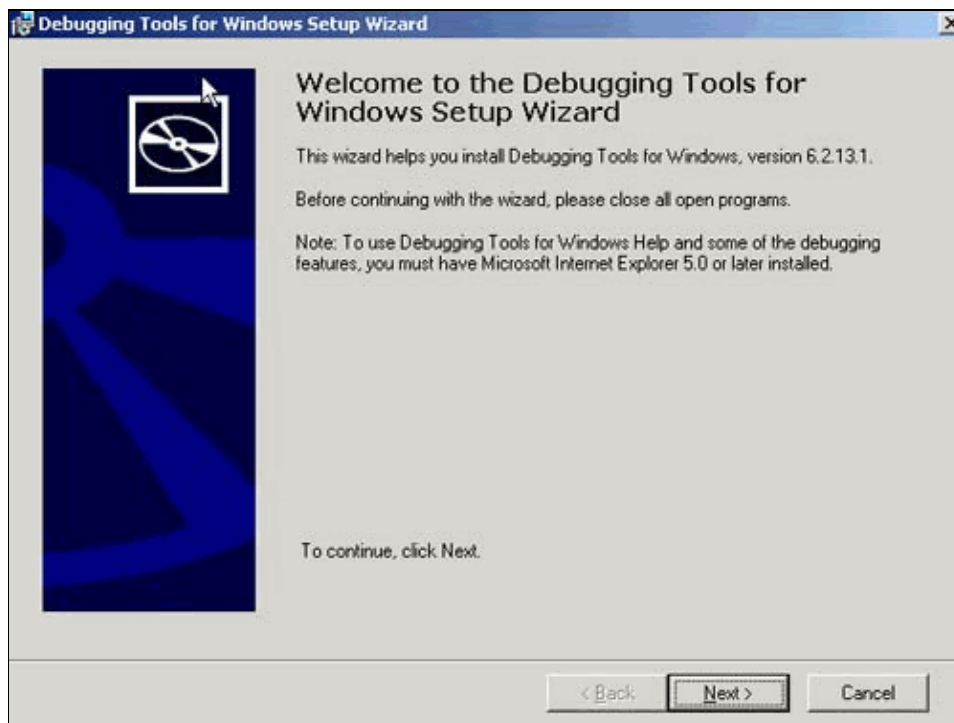 Debugging Tools for Windows Setup Wizard
Welcome to the Debugging Tools for
Windows Setup Wizard
This wizard helps you install Debugging Tools for Windows, version 6.2.13.1.
Before continuing with the wizard, please close all open programs.
Note: To use Debugging Tools for Windows Help and some of the debugging
features, you must have Microsoft Internet Explorer 5.0 or later installed.
To continue, click Next.
< Back
Next >
Cancel